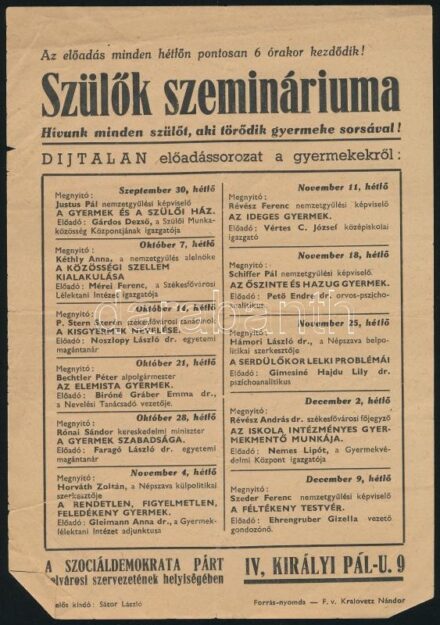 Az előadás minden hétfőn pontosan 6 órakor kezdődik!
Szülők szemináriuma
Hívunk minden szülőt, aki törődik gyermeke sorsával!
DIJTALAN előadássorozat a gyermekekről:
Szeptember 30, hétfő
Megnyitó:
Justus Pál nemzetgyűlési képviselő
A GYERMEK ÉS A SZÜLŐI HÁZ.
Előadó: Gárdos Dezső, a Szülői Munka-
közösség Központjának igazgatója
Október 7, hétfő
Megnyitó:
Kéthly Anna, a nemzetgyűlés alelnöke
A KÖZÖSSÉGI SZELLEM
KIALAKULÁSA
Előadó: Mérei Ferenc, a Székesfővárosi
Lélektani Intézet igazgatója
Október 14, hétfő
Megnyitó:
P. Stern Szerén székesfővárosi tanácsnok
A KISGYERMEK NEVELÉSE.
Előadó: Noszlopy László dr. egyetemi
magántanár
Október 21, hétfő
Megnyitó:
Bechtler Péter alpolgármester
AZ ELEMISTA GYERMEK.
Előadó: Biróné Gráber Emma dr.,
a Nevelési Tanácsadó vezetője.
Október 28, hétfő
Megnyitó:
Rónai Sándor kereskedelmi miniszter
A GYERMEK SZABADSÁGA.
Előadó: Faragó László dr. egyetemi
magántanár
November 4, hétfő
Megnyitó:
Horváth Zoltán, a Népszava külpolitikai
szerkesztője
A RENDETLEN, FIGYELMETLEN,
FELEDÉKENY GYERMEK.
Előadó: Gleimann Anna dr., a Gyermek-
lélektani Intézet adjunktusa
November 11, hétfő
Megnyitó:
Révész Ferenc nemzetgyűlési képviselő
AZ IDEGES GYERMEK.
Előadó: Vértes C. József középiskolai
igazgató
November 18, hétfő
Megnyitó:
Schiffer Pál nemzetgyűlési képviselő.
AZ ŐSZINTE ÉS HAZUG GYERMEK.
Előadó: Pető Endre dr. orvos-pszicho-
analitikus
November 25, hétfő
Megnyitó:
Hámori László dr., a Népszava belpo-
litikai szerkesztője
A SERDÜLŐKOR LELKI PROBLÉMÁI
Előadó: Gimesiné Hajdu Lily dr.
pszichoanalitikus
December 2, hétfő
Megnyitó:
Révész András dr. székesfővárosi főjegyző
AZ ISKOLA INTÉZMÉNYES GYER-
MEKMENTŐ MUNKÁJA.
Előadó: Nemes Lipót, a Gyermekvé-
delmi Központ igazgatója
December 9, hétfő
Megnyitó:
Szeder Ferenc nemzetgyűlési képviselő
A FÉLTÉKENY TESTVÉR.
Előadó: Ehrengruber Gizella vezető
gondozónő.
A SZOCIÁLDEMOKRATA PÁRT
belvárosi szervezetének helyiségében
IV, KIRÁLYI PÁL-U. 9
elős kiadó: Sátor László
Forrás-nyomda — F. v. Kralovetz Nándor
darabanth